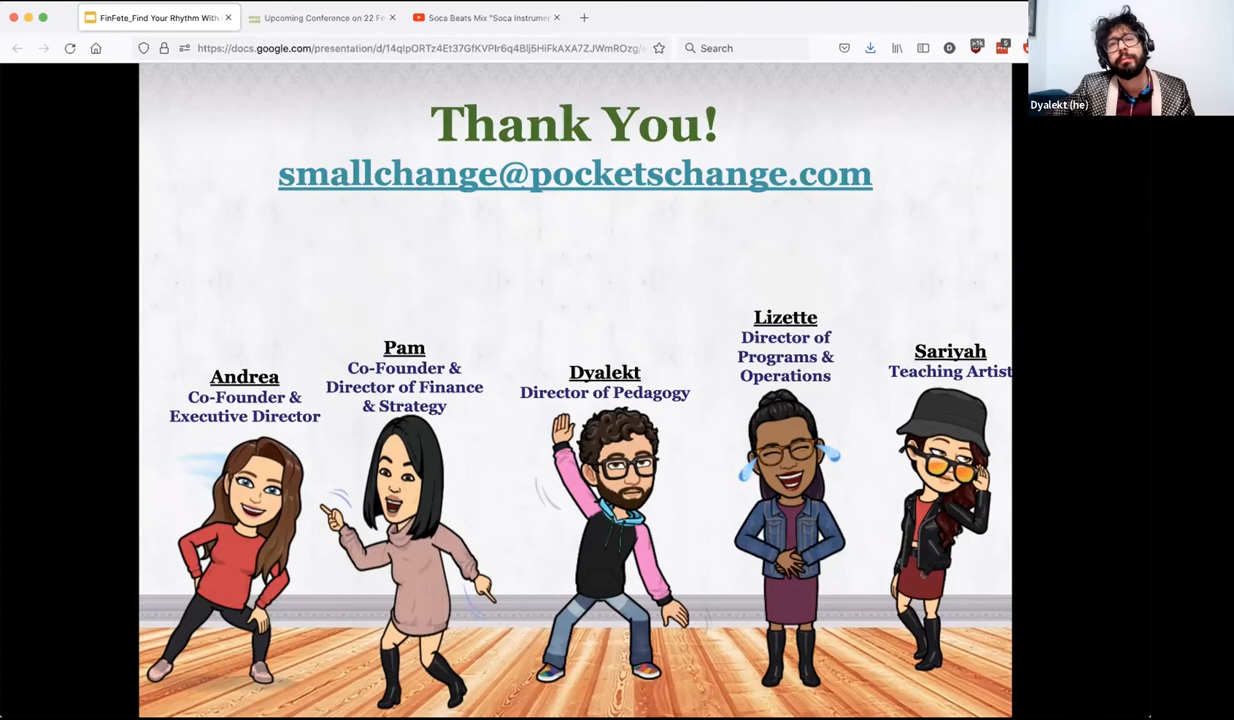 FinFete_Find Your Rhythm With
Upcoming Conference on 22 Fe
Soca Beats Mix "Soca Instrumer
https://docs.google.com/presentation/d/14qIpORTz4Et37GfKVPIr6q4Blj5HiFkAXA7ZJWmROzg/
Search
Dyalekt (he)
Thank You!
smallchange@pocketschange.com
Andrea
Co-Founder &
Executive Director
Pam
Co-Founder &
Director of Finance
& Strategy
Dyalekt
Director of Pedagogy
Lizette
Director of
Programs &
Operations
Sariyah
Teaching Artist